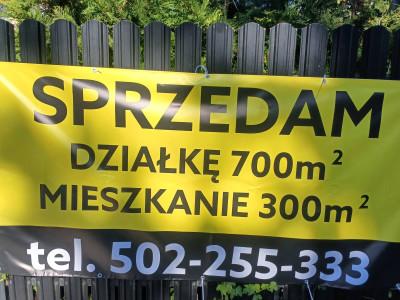 SPRZEDAM
DZIAŁKĘ 700m²
MIESZKANIE 300m²
tel. 502-255-333